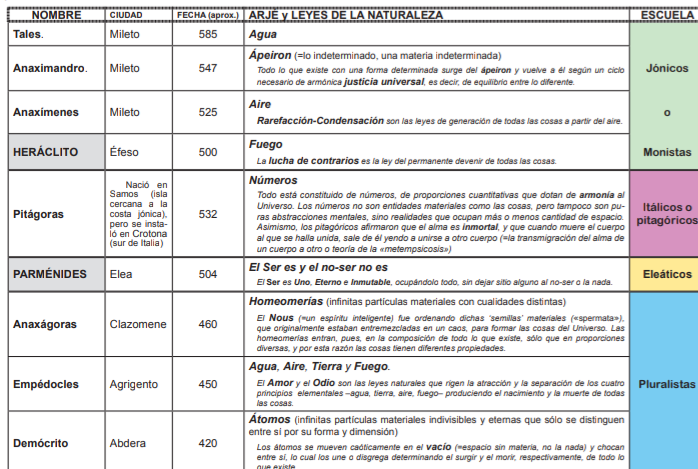 NOMBRE CIUDAD FECHA (aprox.) ARJÉ y LEYES DE LA NATURALEZA ESCUELA
Tales. Mileto 585 Agua
Anaximandro. Mileto 547 Ápeiron (=lo indeterminado, una materia indeterminada)
Todo lo que existe con una forma determinada surge del ápeiron y vuelve a él según un ciclo
necesario de armónica justicia universal, es decir, de equilibrio entre lo diferente.
Jónicos
o
Monistas
Anaxímenes Mileto 525 Aire
Rarefacción-Condensación son las leyes de generación de todas las cosas a partir del aire.
HERÁCLITO Éfeso 500 Fuego
La lucha de contrarios es la ley del permanente devenir de todas las cosas.
Pitágoras
Nació en
Samos (isla
cercana a la
costa jónica),
pero se insta-
ló en Crotona
(sur de Italia)
532
Números
Todo está constituido de números, de proporciones cuantitativas que dotan de armonía al
Universo. Los números no son entidades materiales como las cosas, pero tampoco son pu-
ras abstracciones mentales, sino realidades que ocupan más o menos cantidad de espacio.
Asimismo, los pitagóricos afirmaron que el alma es inmortal, y que cuando muere el cuerpo
al que se halla unida, sale de él yendo a unirse a otro cuerpo (=la transmigración del alma de
un cuerpo a otro o teoría de la «metempsicosis»)
Itálicos o
pitagóricos
PARMÉNIDES Elea 504 El Ser es y el no-ser no es
El Ser es Uno, Eterno e Inmutable, ocupándolo todo, sin dejar sitio alguno al no-ser o la nada.
Eleáticos
Anaxágoras Clazomene 460 Homeomerías (infinitas partículas materiales con cualidades distintas)
El Nous (=un espíritu inteligente) fue ordenando dichas 'semillas' materiales («spermata»),
que originalmente estaban entremezcladas en un caos, para formar las cosas del Universo. Las
homeomerías entran, pues, en la composición de todo lo que existe, sólo que en proporciones
diversas, y por esta razón las cosas tienen diferentes propiedades.
Empédocles Agrigento 450 Agua, Aire, Tierra y Fuego.
El Amor y el Odio son las leyes naturales que rigen la atracción y la separación de los cuatro
principios elementales –agua, tierra, aire, fuego– produciendo el nacimiento y la muerte de todas
las cosas.
Pluralistas
Demócrito Abdera 420 Átomos (infinitas partículas materiales indivisibles y eternas que sólo se distinguen
entre sí por su forma y dimensión)
Los átomos se mueven caóticamente en el vacío (=espacio sin materia, no la nada) y chocan
entre sí, lo cual los une o disgrega determinando el surgir y el morir, respectivamente, de todo lo
que existe.